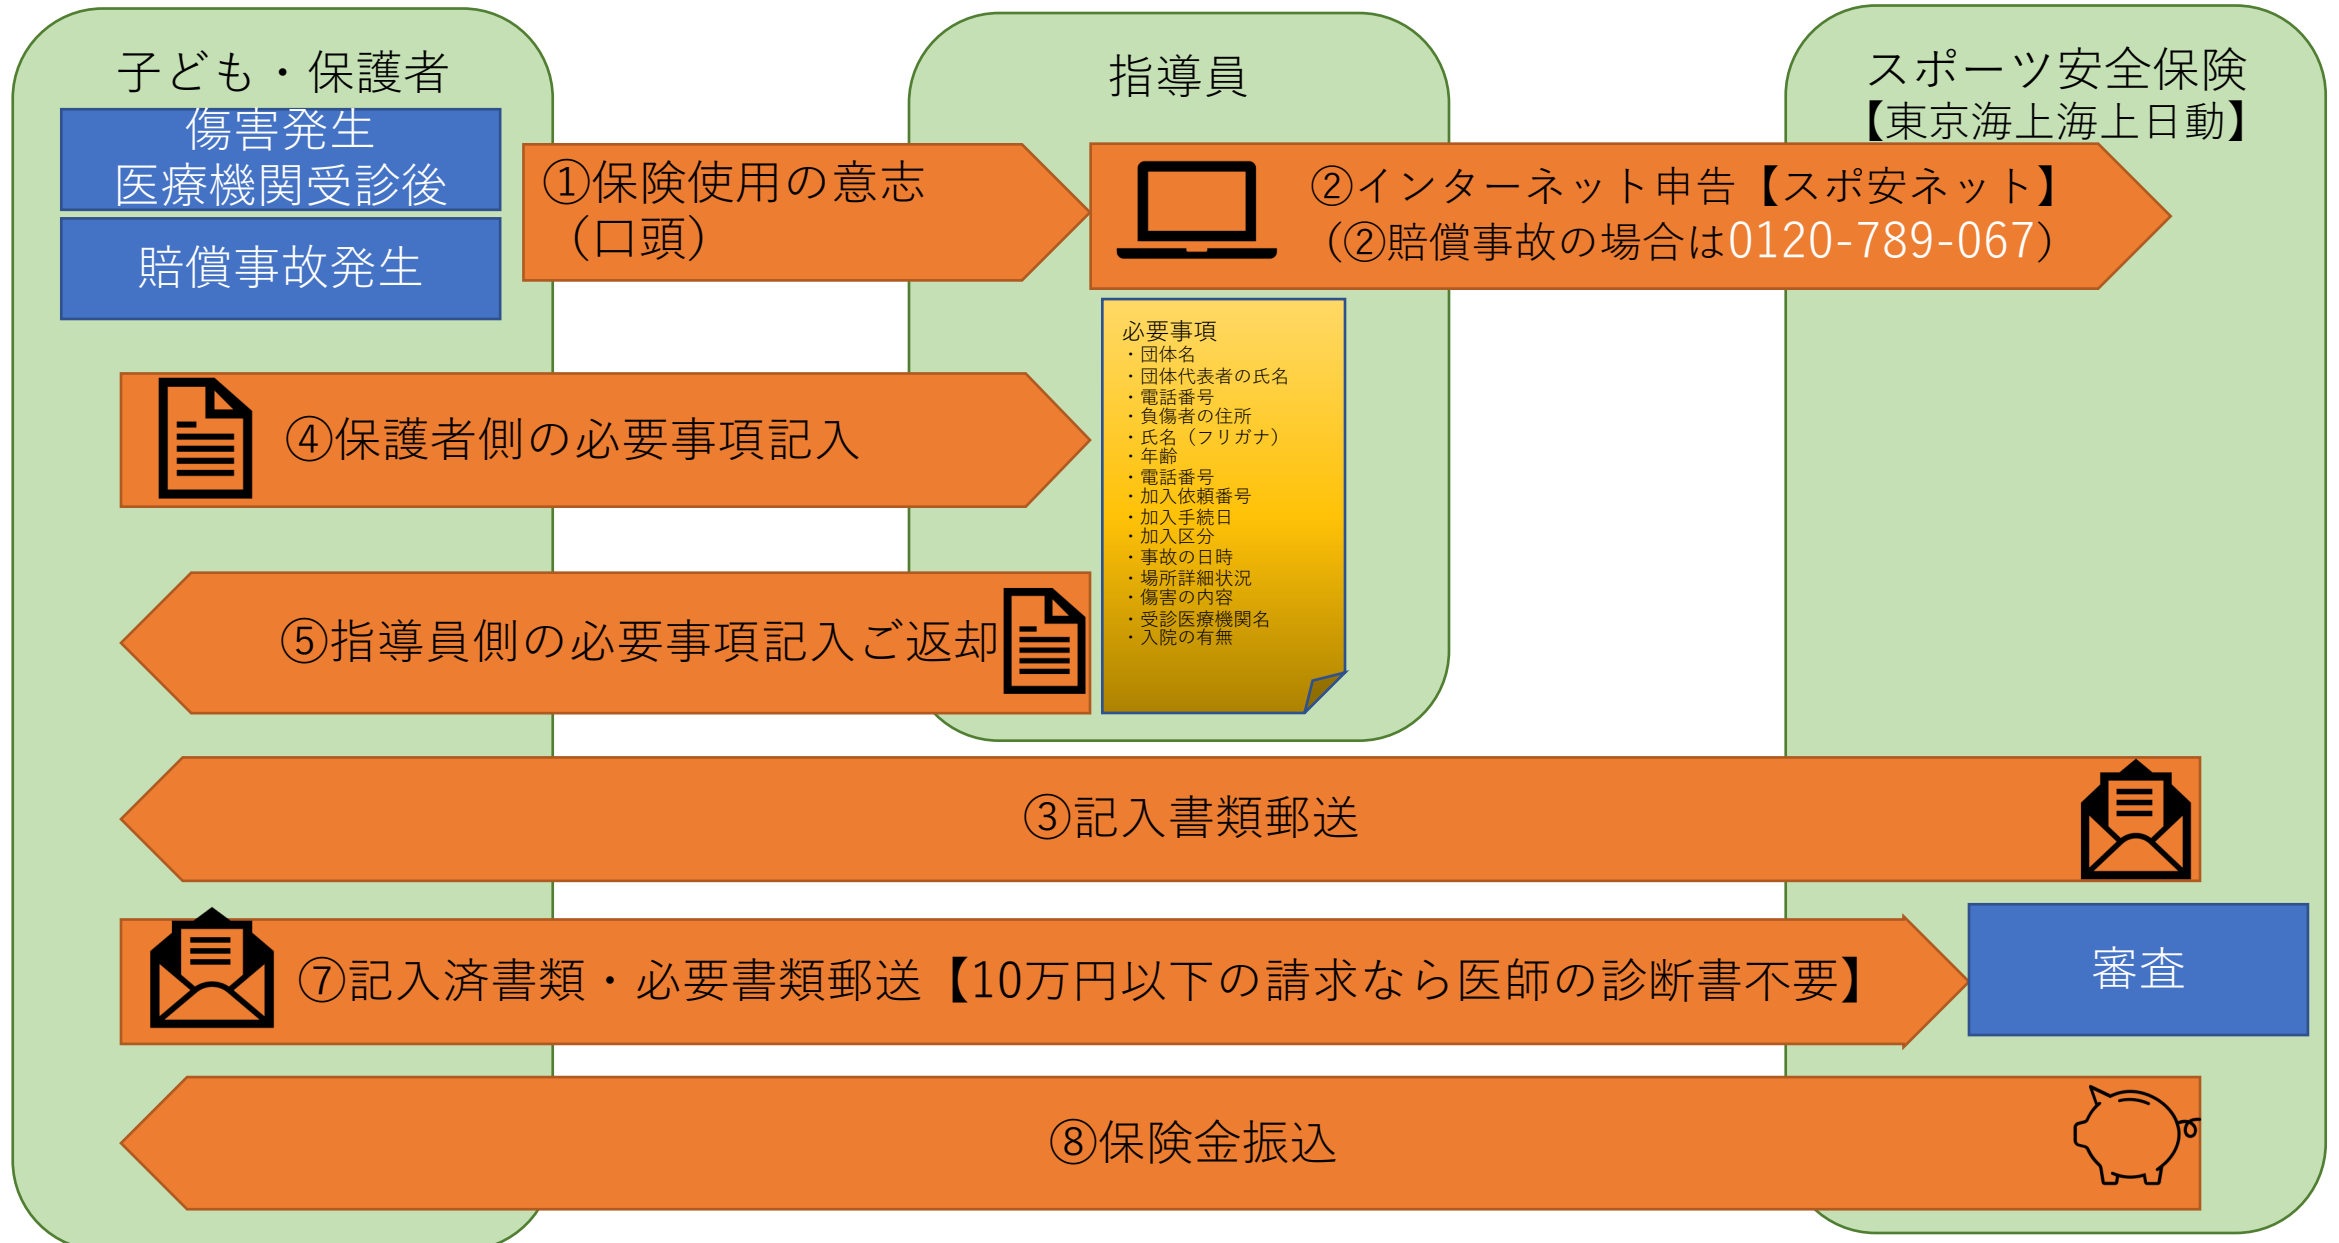 子ども・保護者
傷害発生
医療機関受診後
賠償事故発生
指導員
スポーツ安全保険
【東京海上海上日動】
①保険使用の意志
（口頭）
②インターネット申告【スポ安ネット】
（②賠償事故の場合は0120-789-067）
必要事項
・団体名
・団体代表者の氏名
・電話番号
・負傷者の住所
・氏名（フリガナ）
・年齢
・電話番号
・加入依頼番号
・加入手続日
・加入区分
・事故の日時
・場所詳細状況
・傷害の内容
・受診医療機関名
・入院の有無
④保護者側の必要事項記入
⑤指導員側の必要事項記入ご返却
③記入書類郵送
⑦記入済書類・必要書類郵送【10万円以下の請求なら医師の診断書不要】
審査
⑧保険金振込